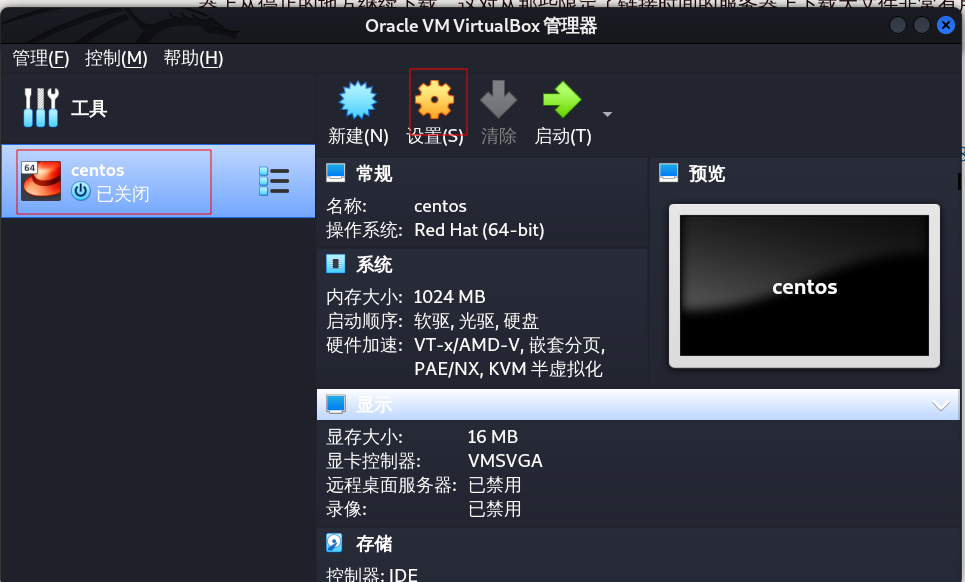 Oracle VM VirtualBox 管理器
管理(F) 控制(M) 帮助(H)
工具
新建(N) 设置(S) 清除 启动(T)
64
centos
已关闭
常规
名称: centos
操作系统: Red Hat (64-bit)
系统
内存大小: 1024 MB
启动顺序: 软驱, 光驱, 硬盘
硬件加速: VT-x/AMD-V, 嵌套分页,
PAE/NX, KVM 半虚拟化
预览
centos
显示
显存大小: 16 MB
显卡控制器: VMSVGA
远程桌面服务器: 已禁用
录像: 已禁用
存储
控制器: IDE